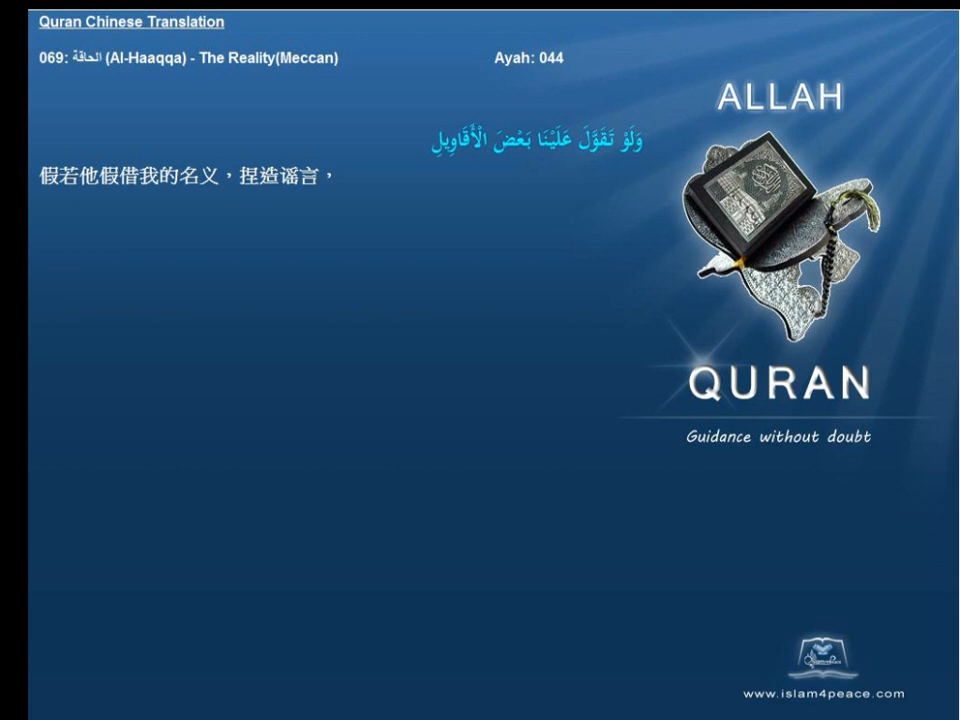 Quran Chinese Translation
069: الحاقة (Al-Haaqqa) - The Reality(Meccan) Ayah: 044
وَلَوْ تَقَوَّلَ عَلَيْنَا بَعْضَ الْأَقَاوِيلِ
假若他假借我的名义，捏造谣言，
ALLAH
QURAN
Guidance without doubt
www.islam4peace.com